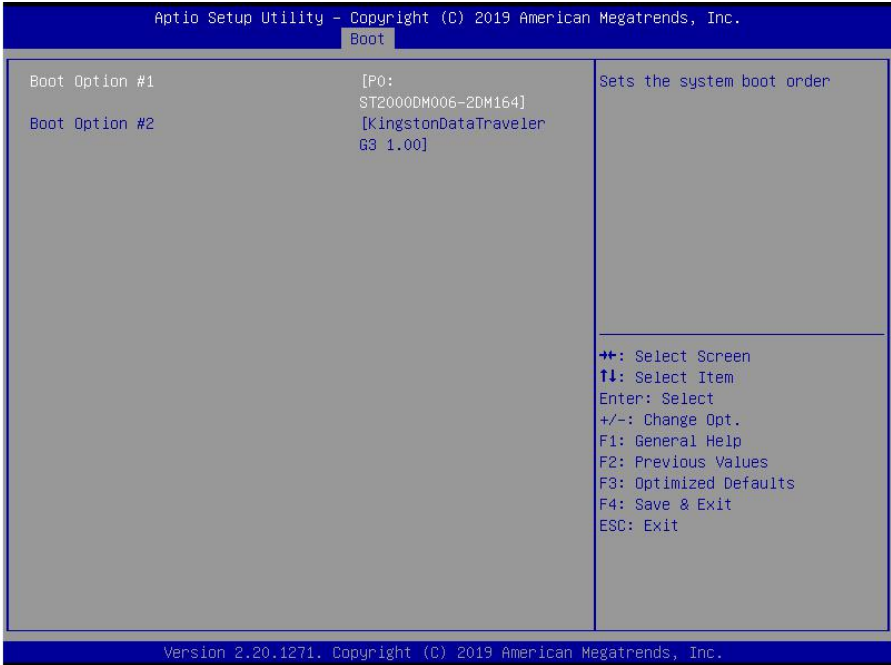 Aptio Setup Utility – Copyright (C) 2019 American Megatrends, Inc.
Boot
Boot Option #1 [P0:
ST2000DM006-2DM164]
Boot Option #2 [KingstonDataTraveler
G3 1.00]
Sets the system boot order
→←: Select Screen
↑↓: Select Item
Enter: Select
+/-: Change Opt.
F1: General Help
F2: Previous Values
F3: Optimized Defaults
F4: Save & Exit
ESC: Exit
Version 2.20.1271. Copyright (C) 2019 American Megatrends, Inc.